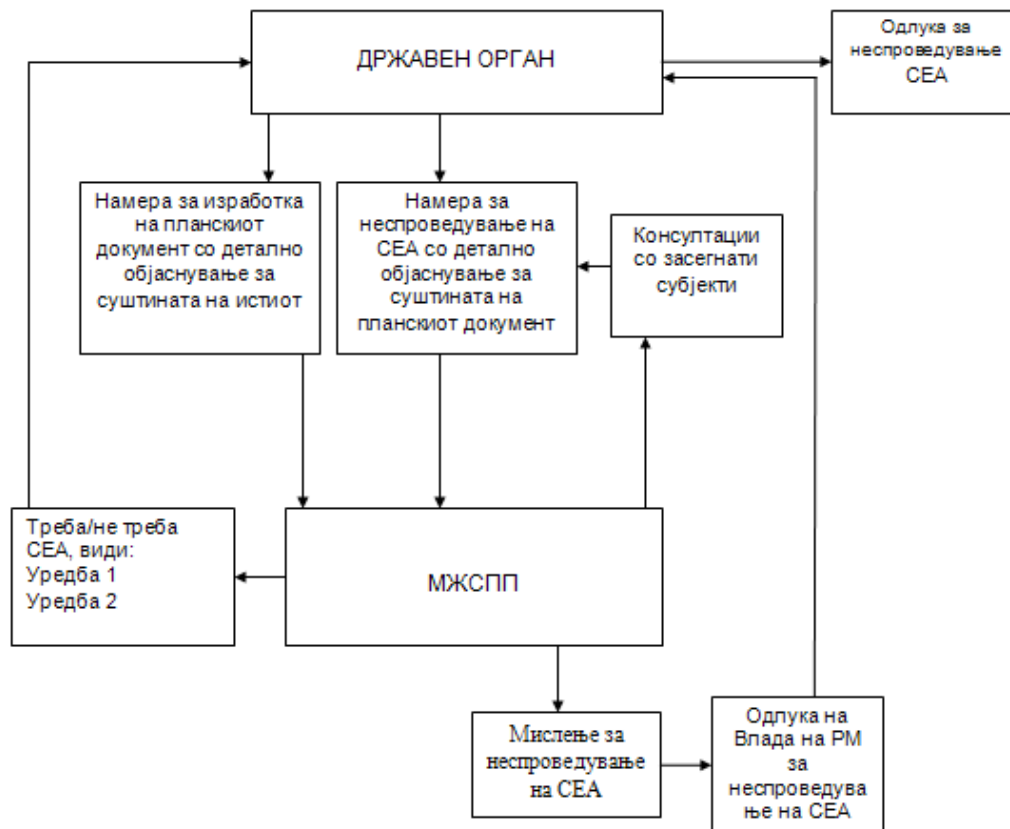 ДРЖАВЕН ОРГАН
Одлука за
неспроведување
СЕА
Намера за изработка
на планскиот
документ со детално
објаснување за
суштината на истиот
Намера за
неспроведување на
СЕА со детално
објаснување за
суштината на
планскиот документ
Консултации
со засегнати
субјекти
Треба/не треба
СЕА, види:
Уредба 1
Уредба 2
МЖСПП
Мислење за
неспроведување
на СЕА
Одлука на
Влада на РМ
за
неспроведува
ње на СЕА